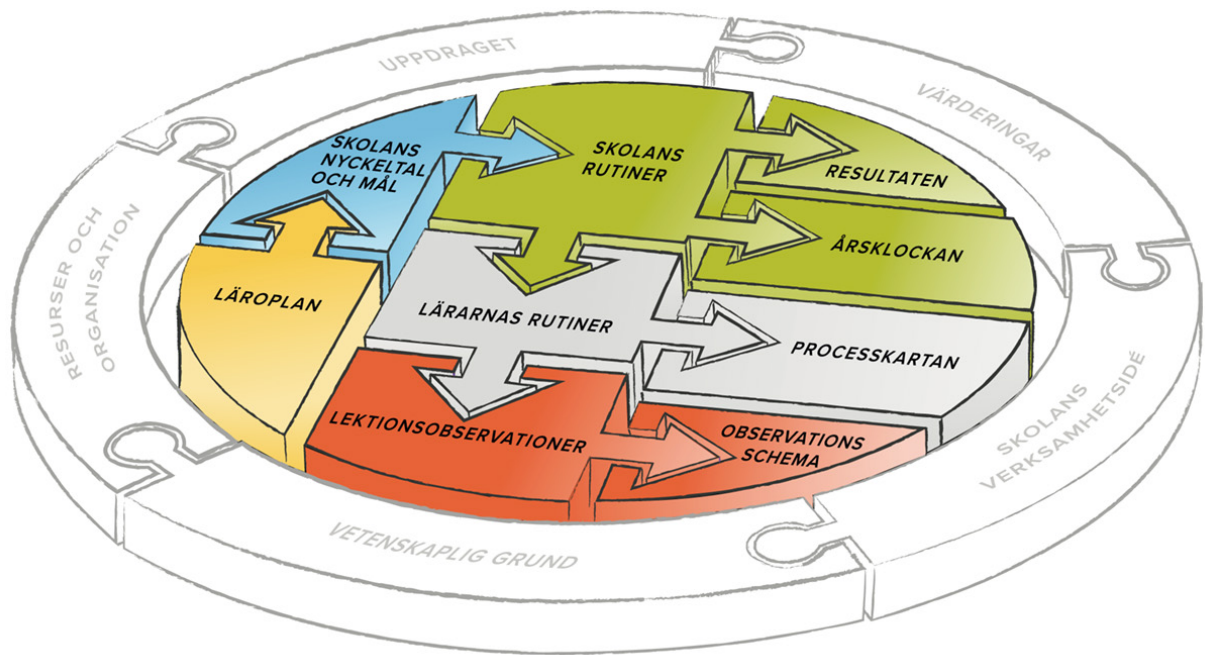 UPPDRAGET
VÄRDERINGAR
RESURSER OCH
ORGANISATION
SKOLANS
NYCKELTAL
OCH MÅL
SKOLANS
RUTINER
RESULTATEN
ÅRSKLOCKAN
LÄROPLAN
LÄRARNAS RUTINER
PROCESSKARTAN
LEKTIONSOBSERVATIONER
OBSERVATIONS
SCHEMA
SKOLANS
VERKSAMHETSIDÉ
VETENSKAPLIG GRUND